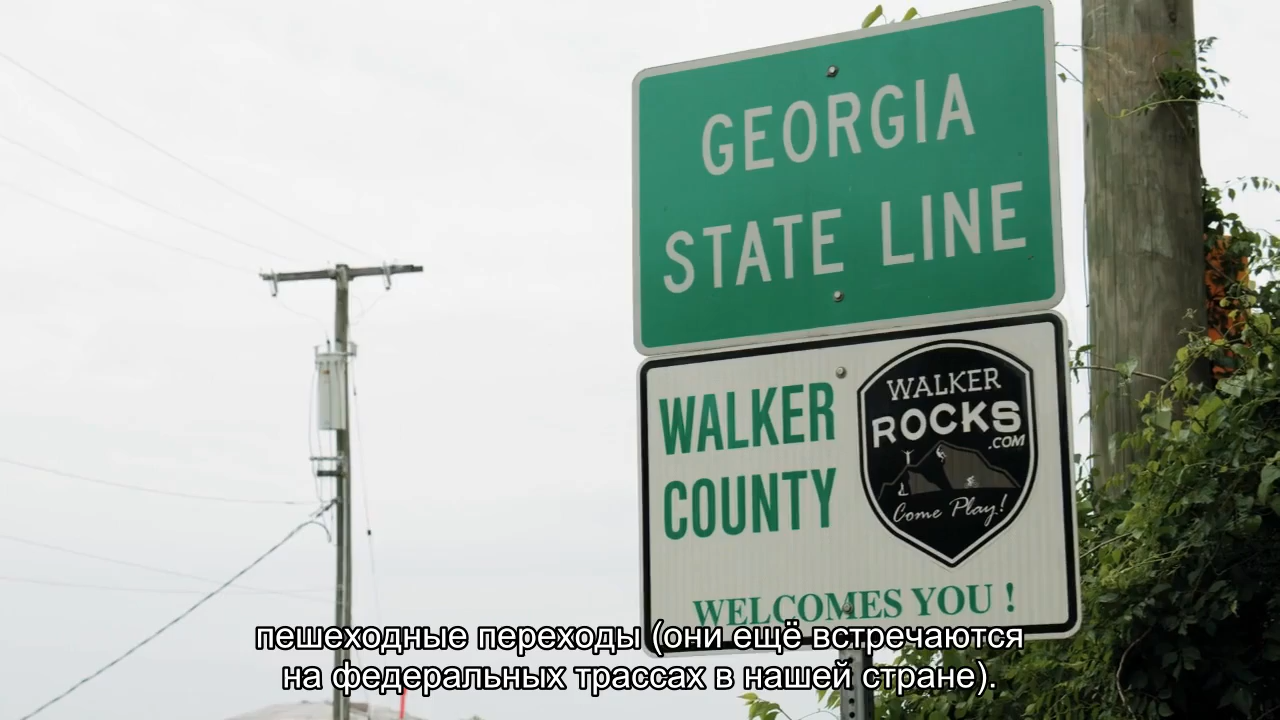 GEORGIA
STATE LINE
WALKER
COUNTY
WALKER
ROCKS
.COM
Come Play!
WELCOMES YOU !
пешеходные переходы (они ещё встречаются
на федеральных трассах в нашей стране).